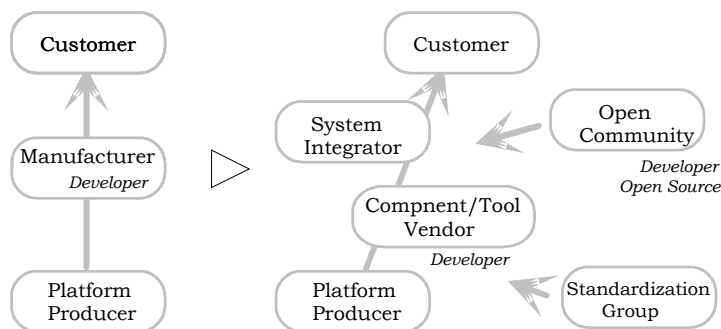 Customer
Manufacturer
Developer
Platform
Producer
Customer
System
Integrator
Open
Community
Developer
Open Source
Compnent/Tool
Vendor
Developer
Platform
Producer
Standardization
Group